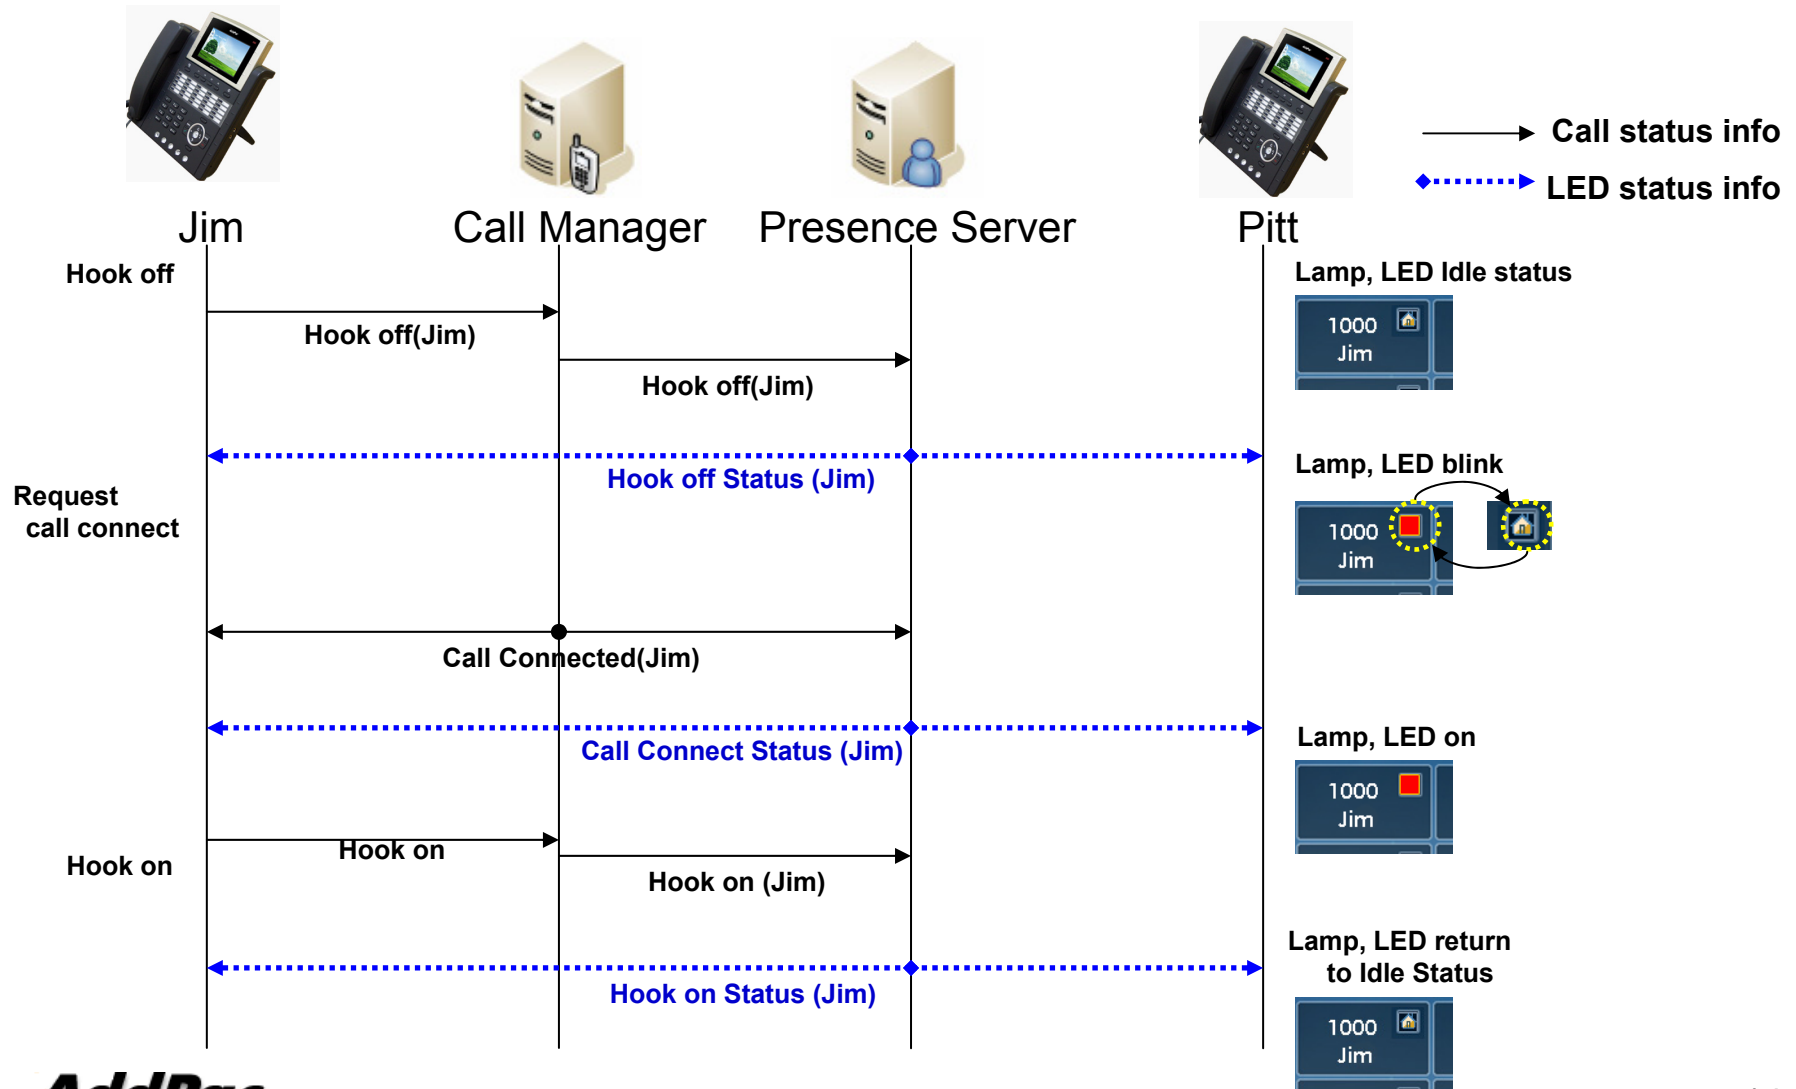 Call status info
LED status info
Jim
Call Manager
Presence Server
Pitt
Hook off
Lamp, LED Idle status
1000
Jim
Hook off(Jim)
Hook off(Jim)
Lamp, LED blink
Hook off Status (Jim)
Request
call connect
1000
Jim
Call Connected(Jim)
Lamp, LED on
Call Connect Status (Jim)
1000
Jim
Hook on
Hook on
Hook on (Jim)
Lamp, LED return
to Idle Status
Hook on Status (Jim)
1000
Jim